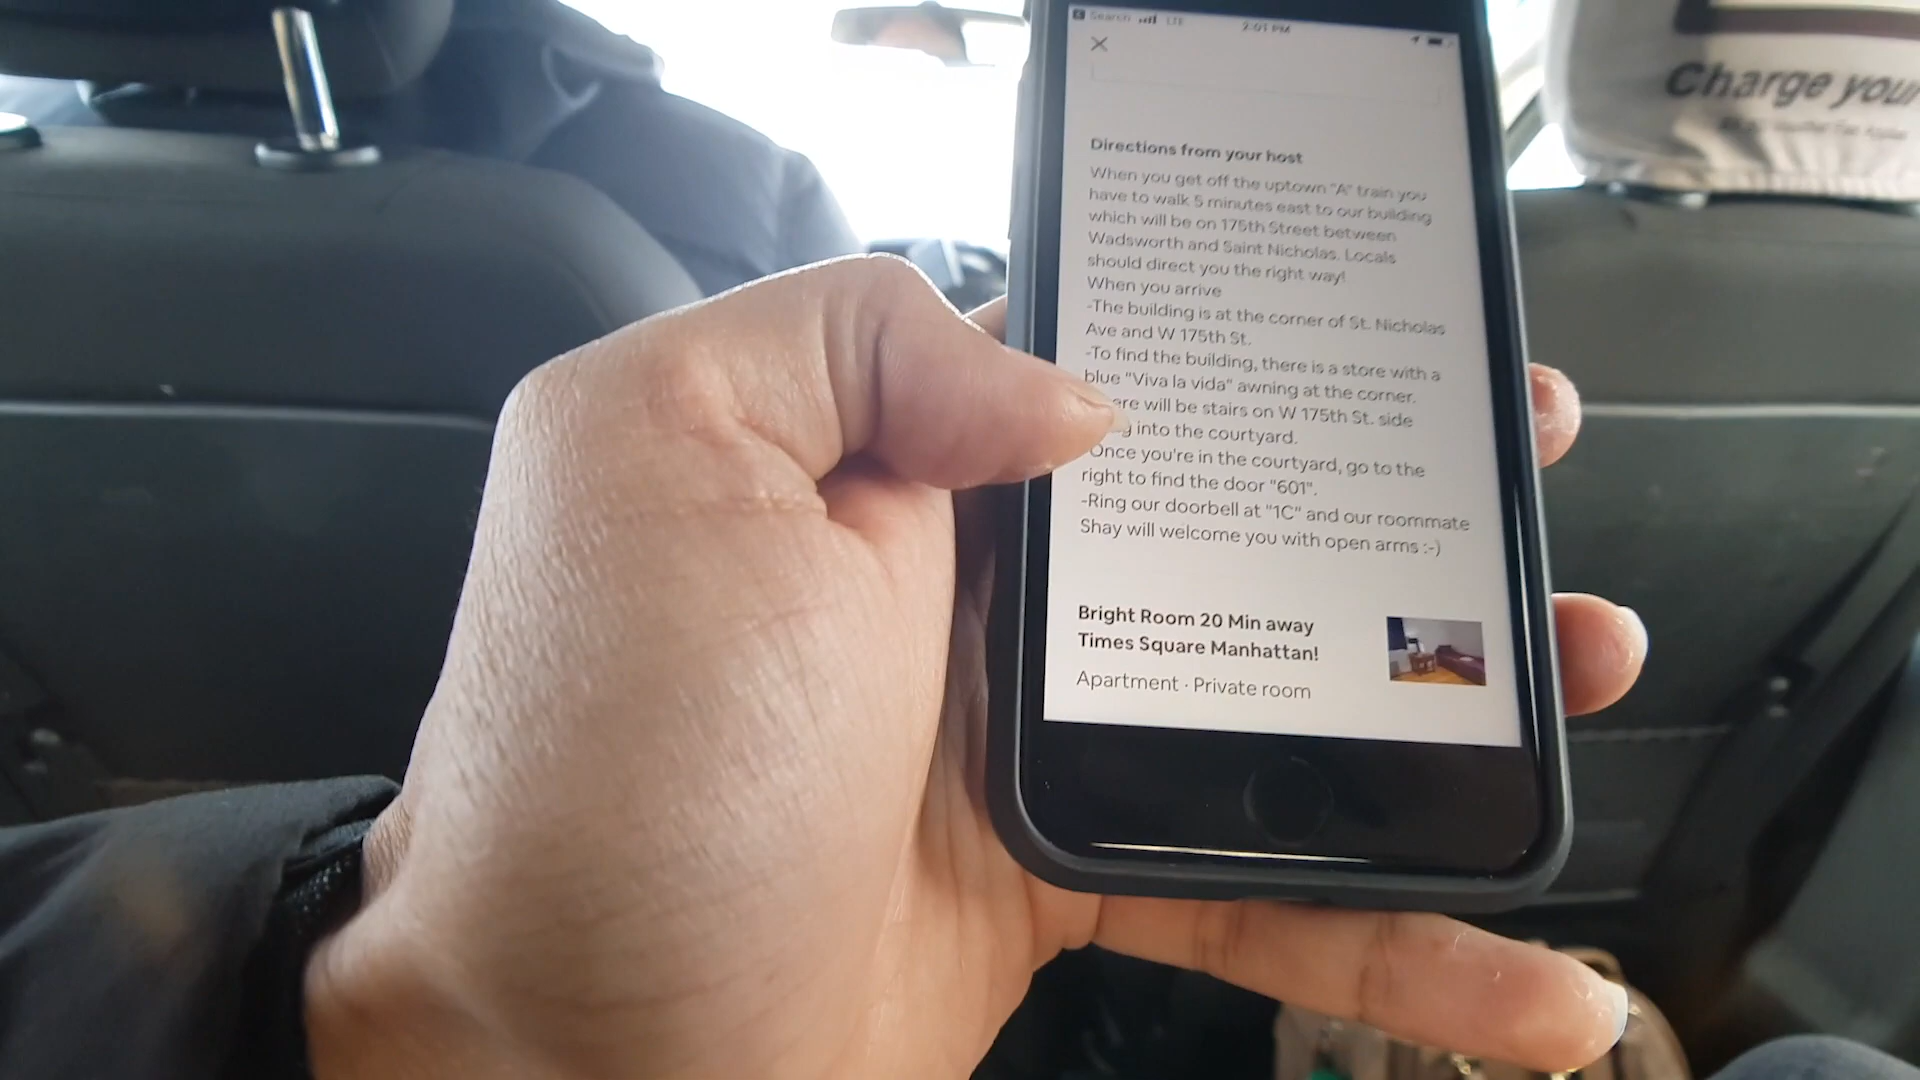 Search LTE 2:01 PM
Charge your
Directions from your host
When you get off the uptown "A" train you
have to walk 5 minutes east to our building
which will be on 175th Street between
Wadsworth and Saint Nicholas. Locals
should direct you the right way!
When you arrive
-The building is at the corner of St. Nicholas
Ave and W 175th St.
-To find the building, there is a store with a
blue "Viva la vida" awning at the corner.
ere will be stairs on W 175th St. side
g into the courtyard.
Once you're in the courtyard, go to the
right to find the door "601".
-Ring our doorbell at "1C" and our roommate
Shay will welcome you with open arms :-)
Bright Room 20 Min away
Times Square Manhattan!
Apartment · Private room